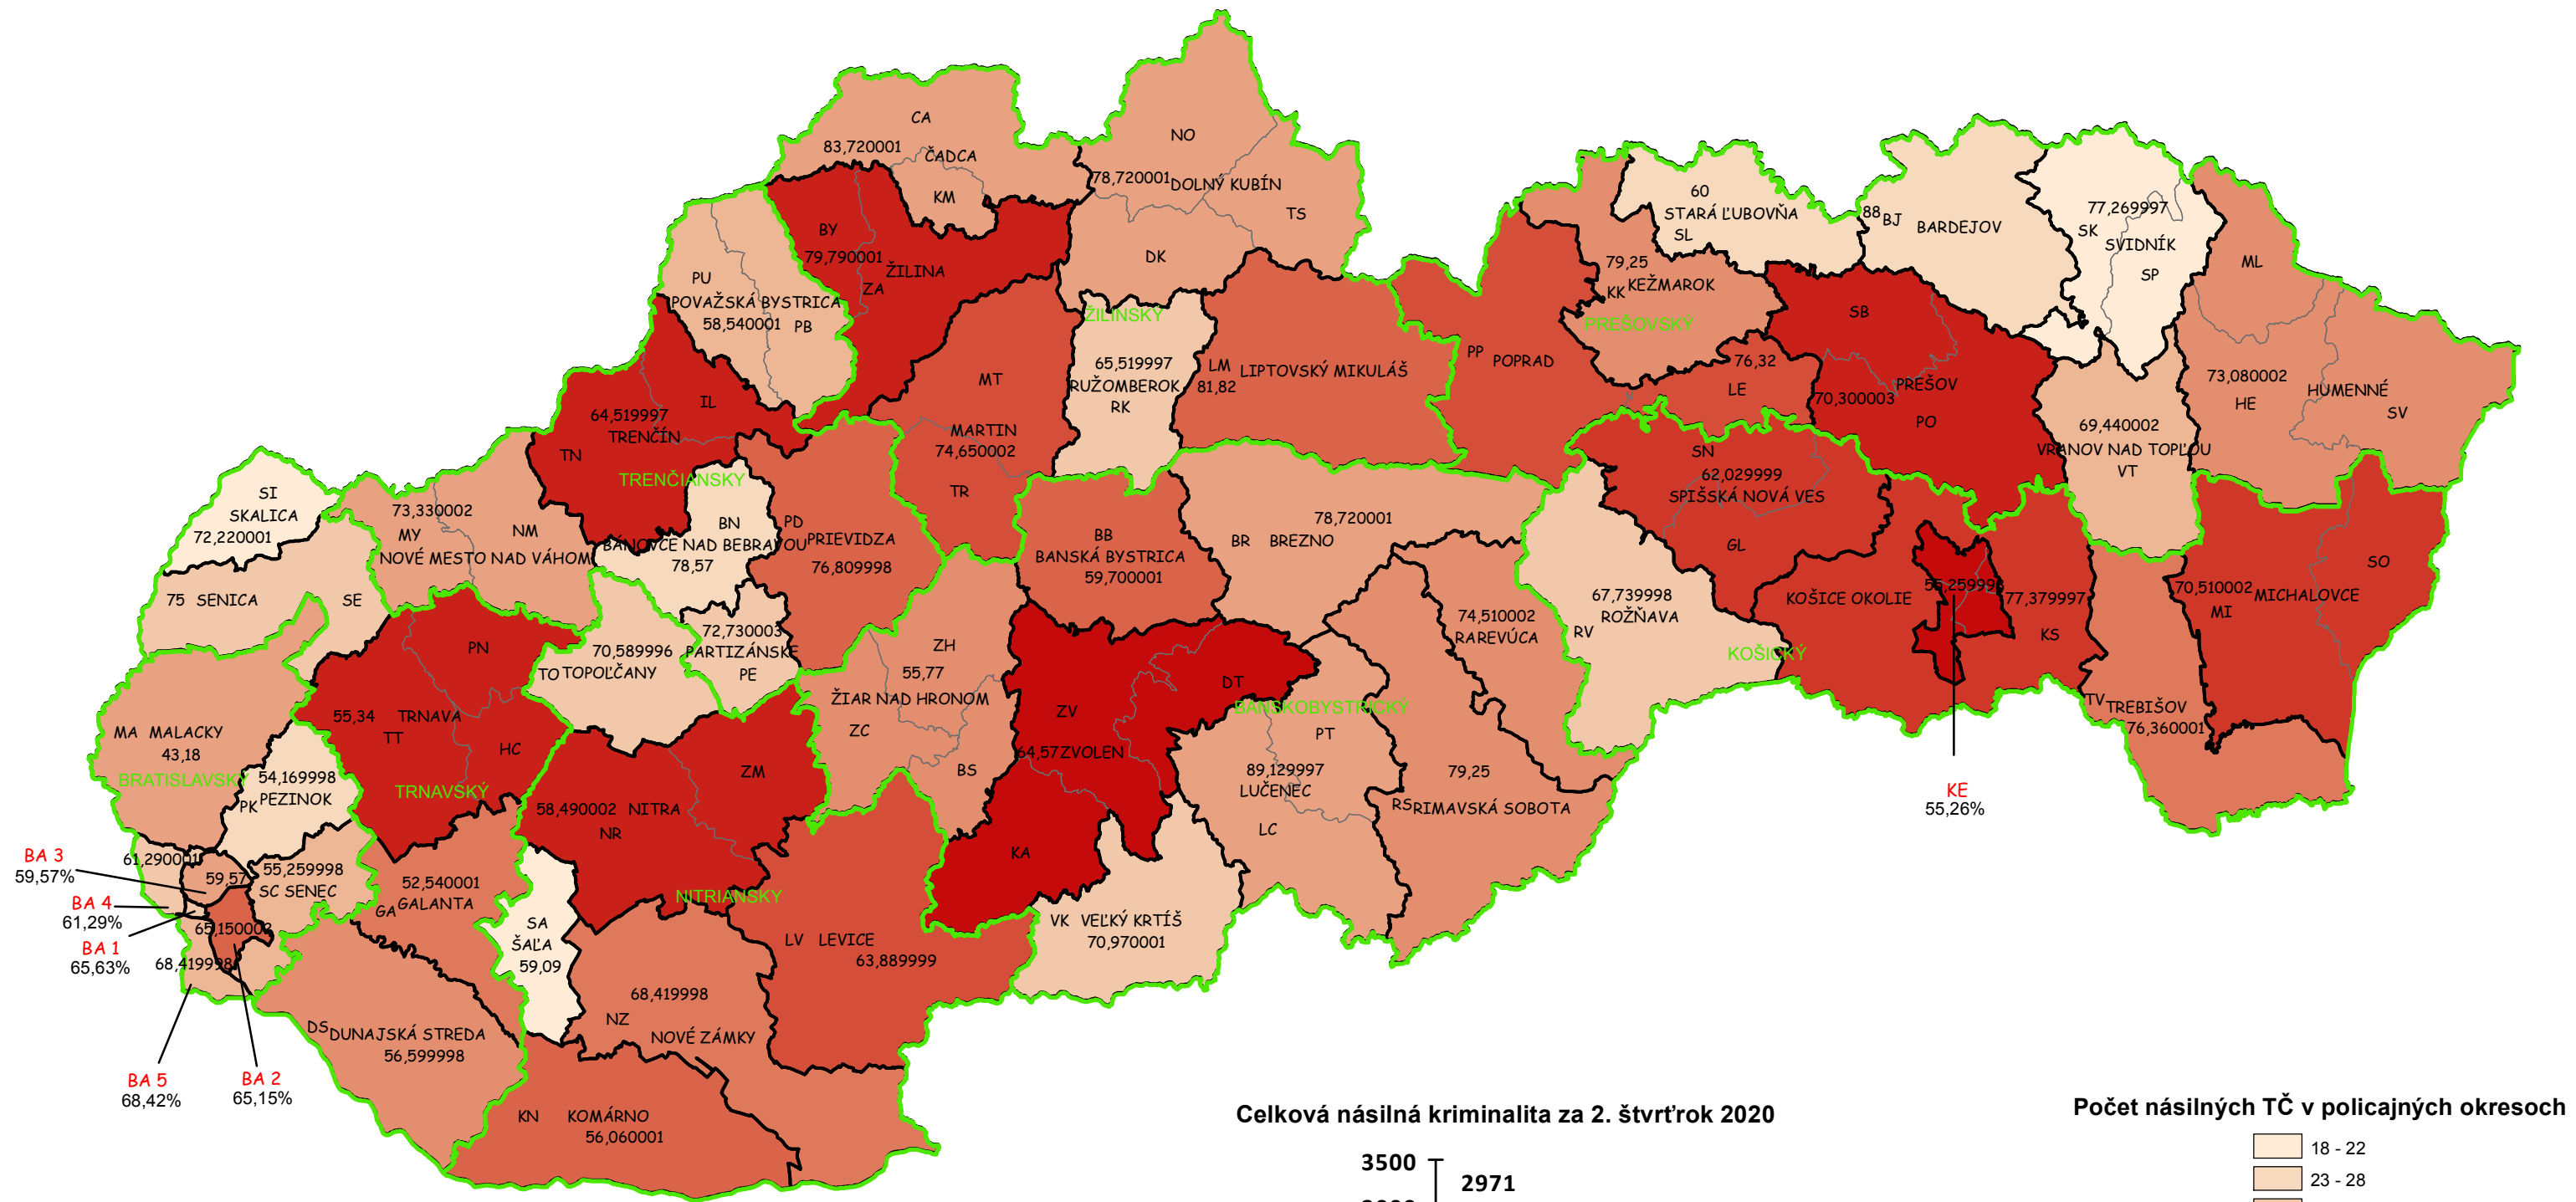 CA
83,720001
ČADCA
KM
NO
78,720001 DOLNÝ KUBÍN
TS
DK
BY
79,790001
ŽILINA
ZA
PU
POVAŽSKÁ BYSTRICA
58,540001 PB
ŽILINSKÝ
65,519997
RUŽOMBEROK
RK
LM LIPTOVSKÝ MIKULÁŠ
81,82
MT
MARTIN
74,650002
TR
60
STARÁ ĽUBOVŇA
SL
88 BJ BARDEJOV
77,269997
SK
SVIDNÍK
SP
ML
79,25
KK KEŽMAROK
PREŠOVSKÝ
PP POPRAD
76,32
LE
SB
70,300003 PREŠOV
PO
69,440002
VRANOV NAD TOPĽOU
VT
73,080002
HUMENNÉ
HE
SV
IL
64,519997
TRENČÍN
TN
TRENČIANSKY
SI
SKALICA
72,220001
73,330002
MY
NM
NOVÉ MESTO NAD VÁHOM
BN
BÁNOVCE NAD BEBRAVOU
78,57
PD
PRIEVIDZA
76,809998
BB
BANSKÁ BYSTRICA
59,700001
78,720001
BR BREZNO
SN
62,029999
SPIŠSKÁ NOVÁ VES
GL
75 SENICA
SE
72,730003
PARTIZÁNSKE
PE
70,589996
TO TOPOĽČANY
ZH
55,77
ŽIAR NAD HRONOM
ZC
BS
74,510002
RA REVÚCA
67,739998
ROŽŇAVA
RV
KOŠICKÝ
KOŠICE OKOLIE
55,259998
77,379997
KS
70,510002
MI
MICHALOVCE
SO
TV TREBIŠOV
76,360001
KE
55,26%
PN
55,34 TRNAVA
TT
HC
TRNAVSKÝ
MA MALACKY
43,18
BRATISLAVSKÝ
54,169998
PEZINOK
PK
DT
ZV
64,57 ZVOLEN
KA
BANSKOBYSTRICKÝ
PT
89,129997
LUČENEC
LC
79,25
RS RIMAVSKÁ SOBOTA
ZM
58,490002 NITRA
NR
NITRIANSKY
BA 3
59,57%
61,290001
59,57
55,259998
SC SENEC
BA 4
61,29%
BA 1
65,63%
65,150002
68,419998
52,540001
GA GALANTA
SA
ŠAĽA
59,09
LV LEVICE
63,889999
VK VEĽKÝ KRTÍŠ
70,970001
68,419998
NZ
NOVÉ ZÁMKY
DS DUNAJSKÁ STREDA
56,599998
BA 5
68,42%
BA 2
65,15%
KN KOMÁRNO
56,060001
Celková násilná kriminalita za 2. štvrťrok 2020
3500
2971
Počet násilných TČ v policajných okresoch
18 - 22
23 - 28